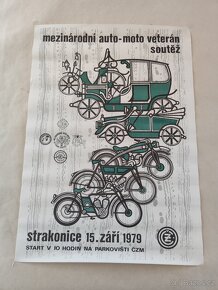 mezinárodní auto-moto veterán
soutěž
strakonice 15. září 1979
START V 10 HODIN NA PARKOVIŠTI ČZM